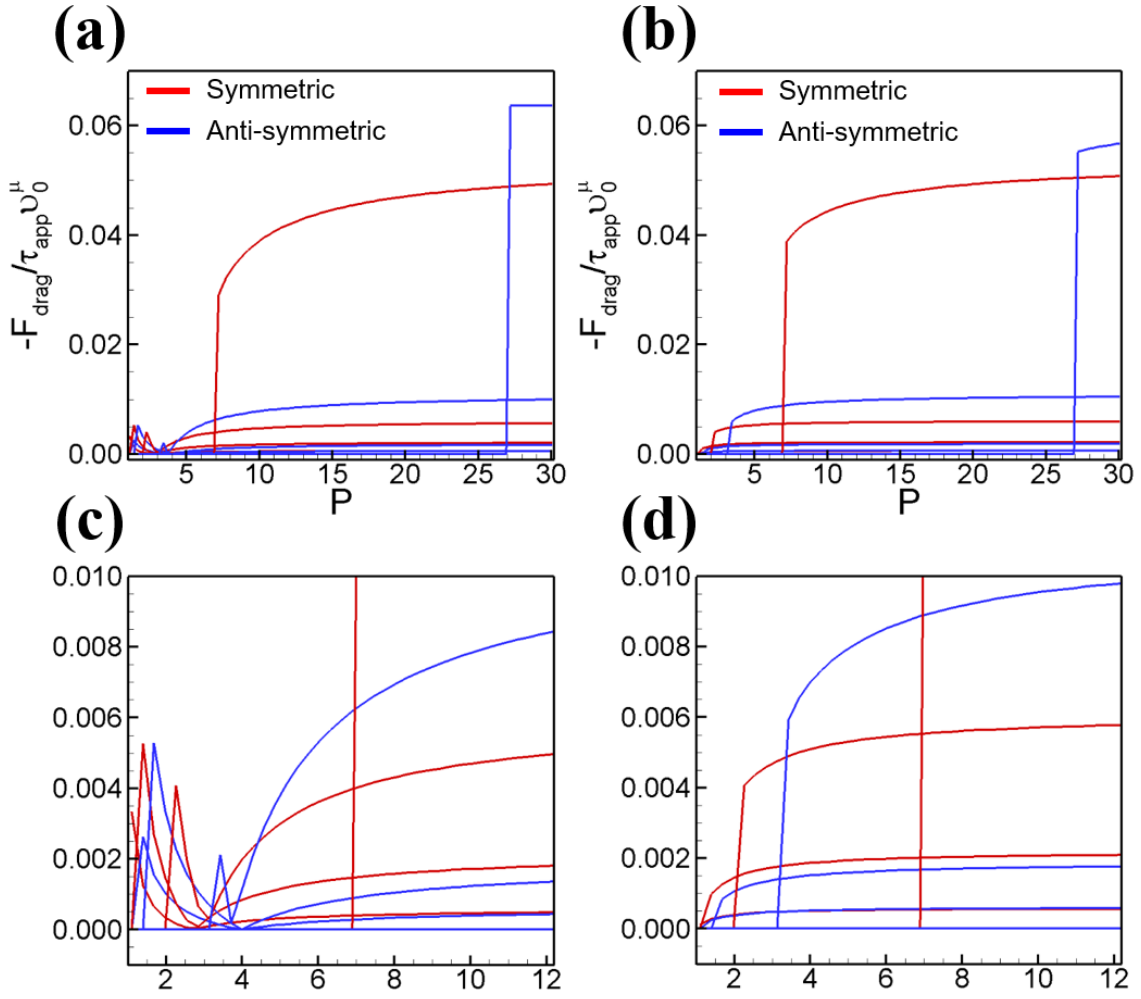 (a)
Symmetric
Anti-symmetric
0.06
0.04
0.02
0.00
-F_drag/τ_app υ_0^μ
5 10 15 20 25 30
P
(b)
Symmetric
Anti-symmetric
0.06
0.04
0.02
0.00
-F_drag/τ_app υ_0^μ
5 10 15 20 25 30
P
(c)
0.010
0.008
0.006
0.004
0.002
0.000
2 4 6 8 10 12
(d)
0.010
0.008
0.006
0.004
0.002
0.000
2 4 6 8 10 12